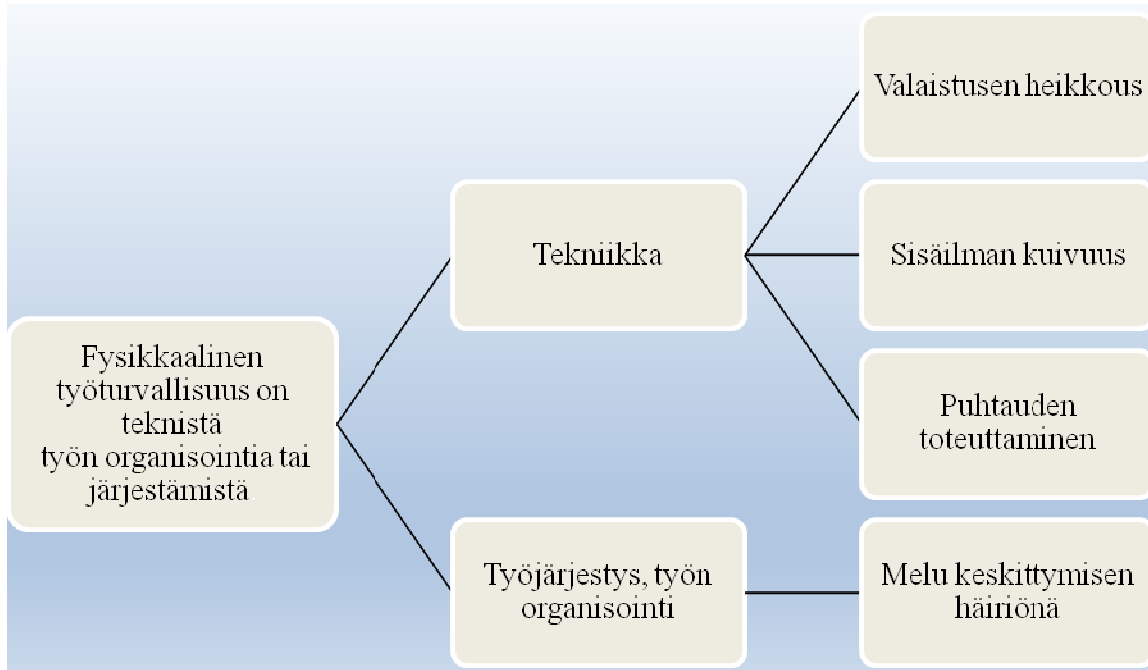 Fysikkaalinen
työturvallisuus on
teknistä
työn organisointia tai
järjestämistä.
Tekniikka
Työjärjestys, työn
organisointi
Valaistusen heikkous
Sisäilman kuivuus
Puhtauden
toteuttaminen
Melu keskittymisen
häiriönä